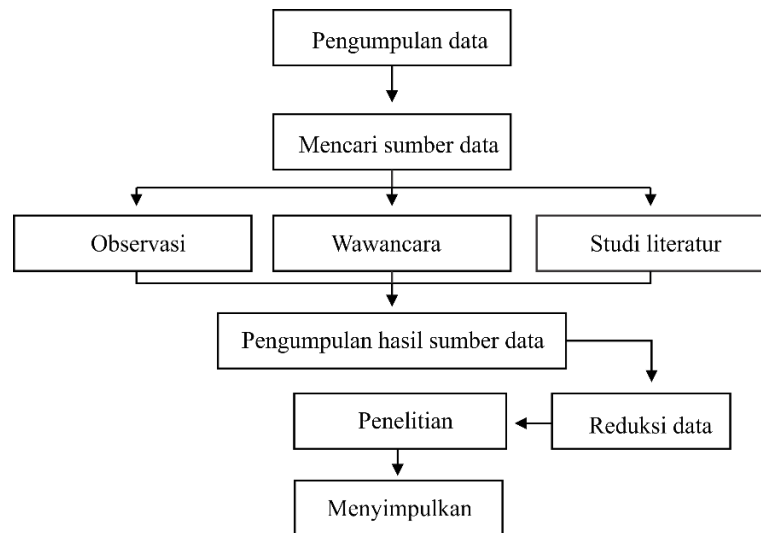 Pengumpulan data
Mencari sumber data
Observasi
Wawancara
Studi literatur
Pengumpulan hasil sumber data
Reduksi data
Penelitian
Menyimpulkan